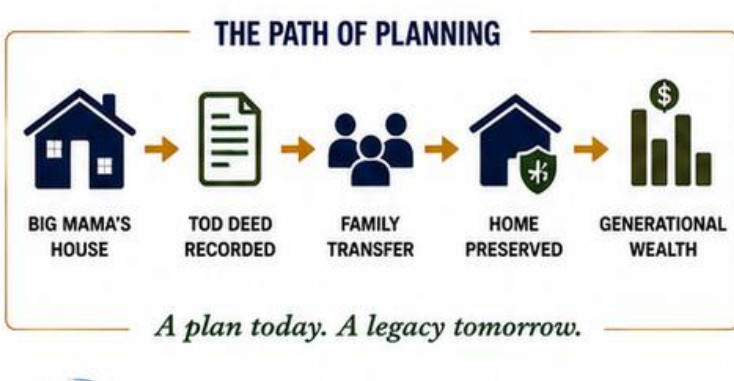 THE PATH OF PLANNING
BIG MAMA'S
HOUSE
TOD DEED
RECORDED
FAMILY
TRANSFER
HOME
PRESERVED
$
GENERATIONAL
WEALTH
A plan today. A legacy tomorrow.